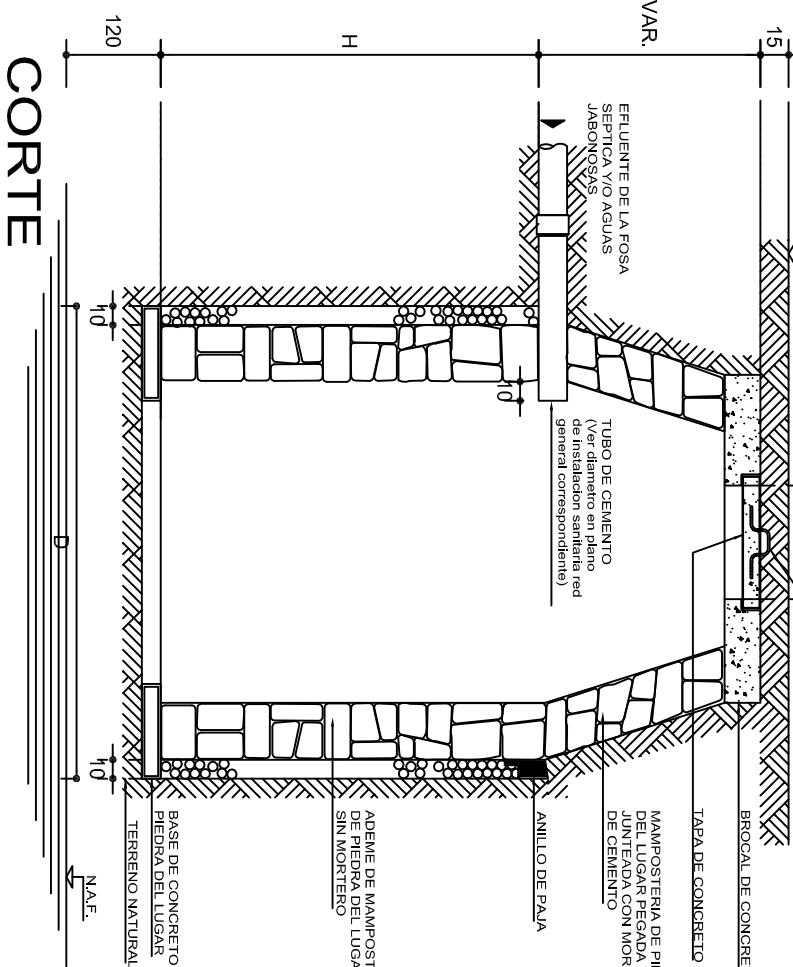 15
VAR.
H
120
EFLUENTE DE LA FOSA
SEPTICA Y/O AGUAS
JABONOSAS
TUBO DE CEMENTO
(Ver diametro en plano
de instalacion sanitaria red
general correspondiente)
10
10
10
D
BROCAL DE CONCRE
TAPA DE CONCRETO
MAMPOSTERIA DE PI
DEL LUGAR PEGADA
JUNTEADA CON MOR
DE CEMENTO
ANILLO DE PAJA
ADEME DE MAMPOST
DE PIEDRA DEL LUGA
SIN MORTERO
BASE DE CONCRETO
PIEDRA DEL LUGAR
TERRENO NATURAL
N.A.F.
CORTE